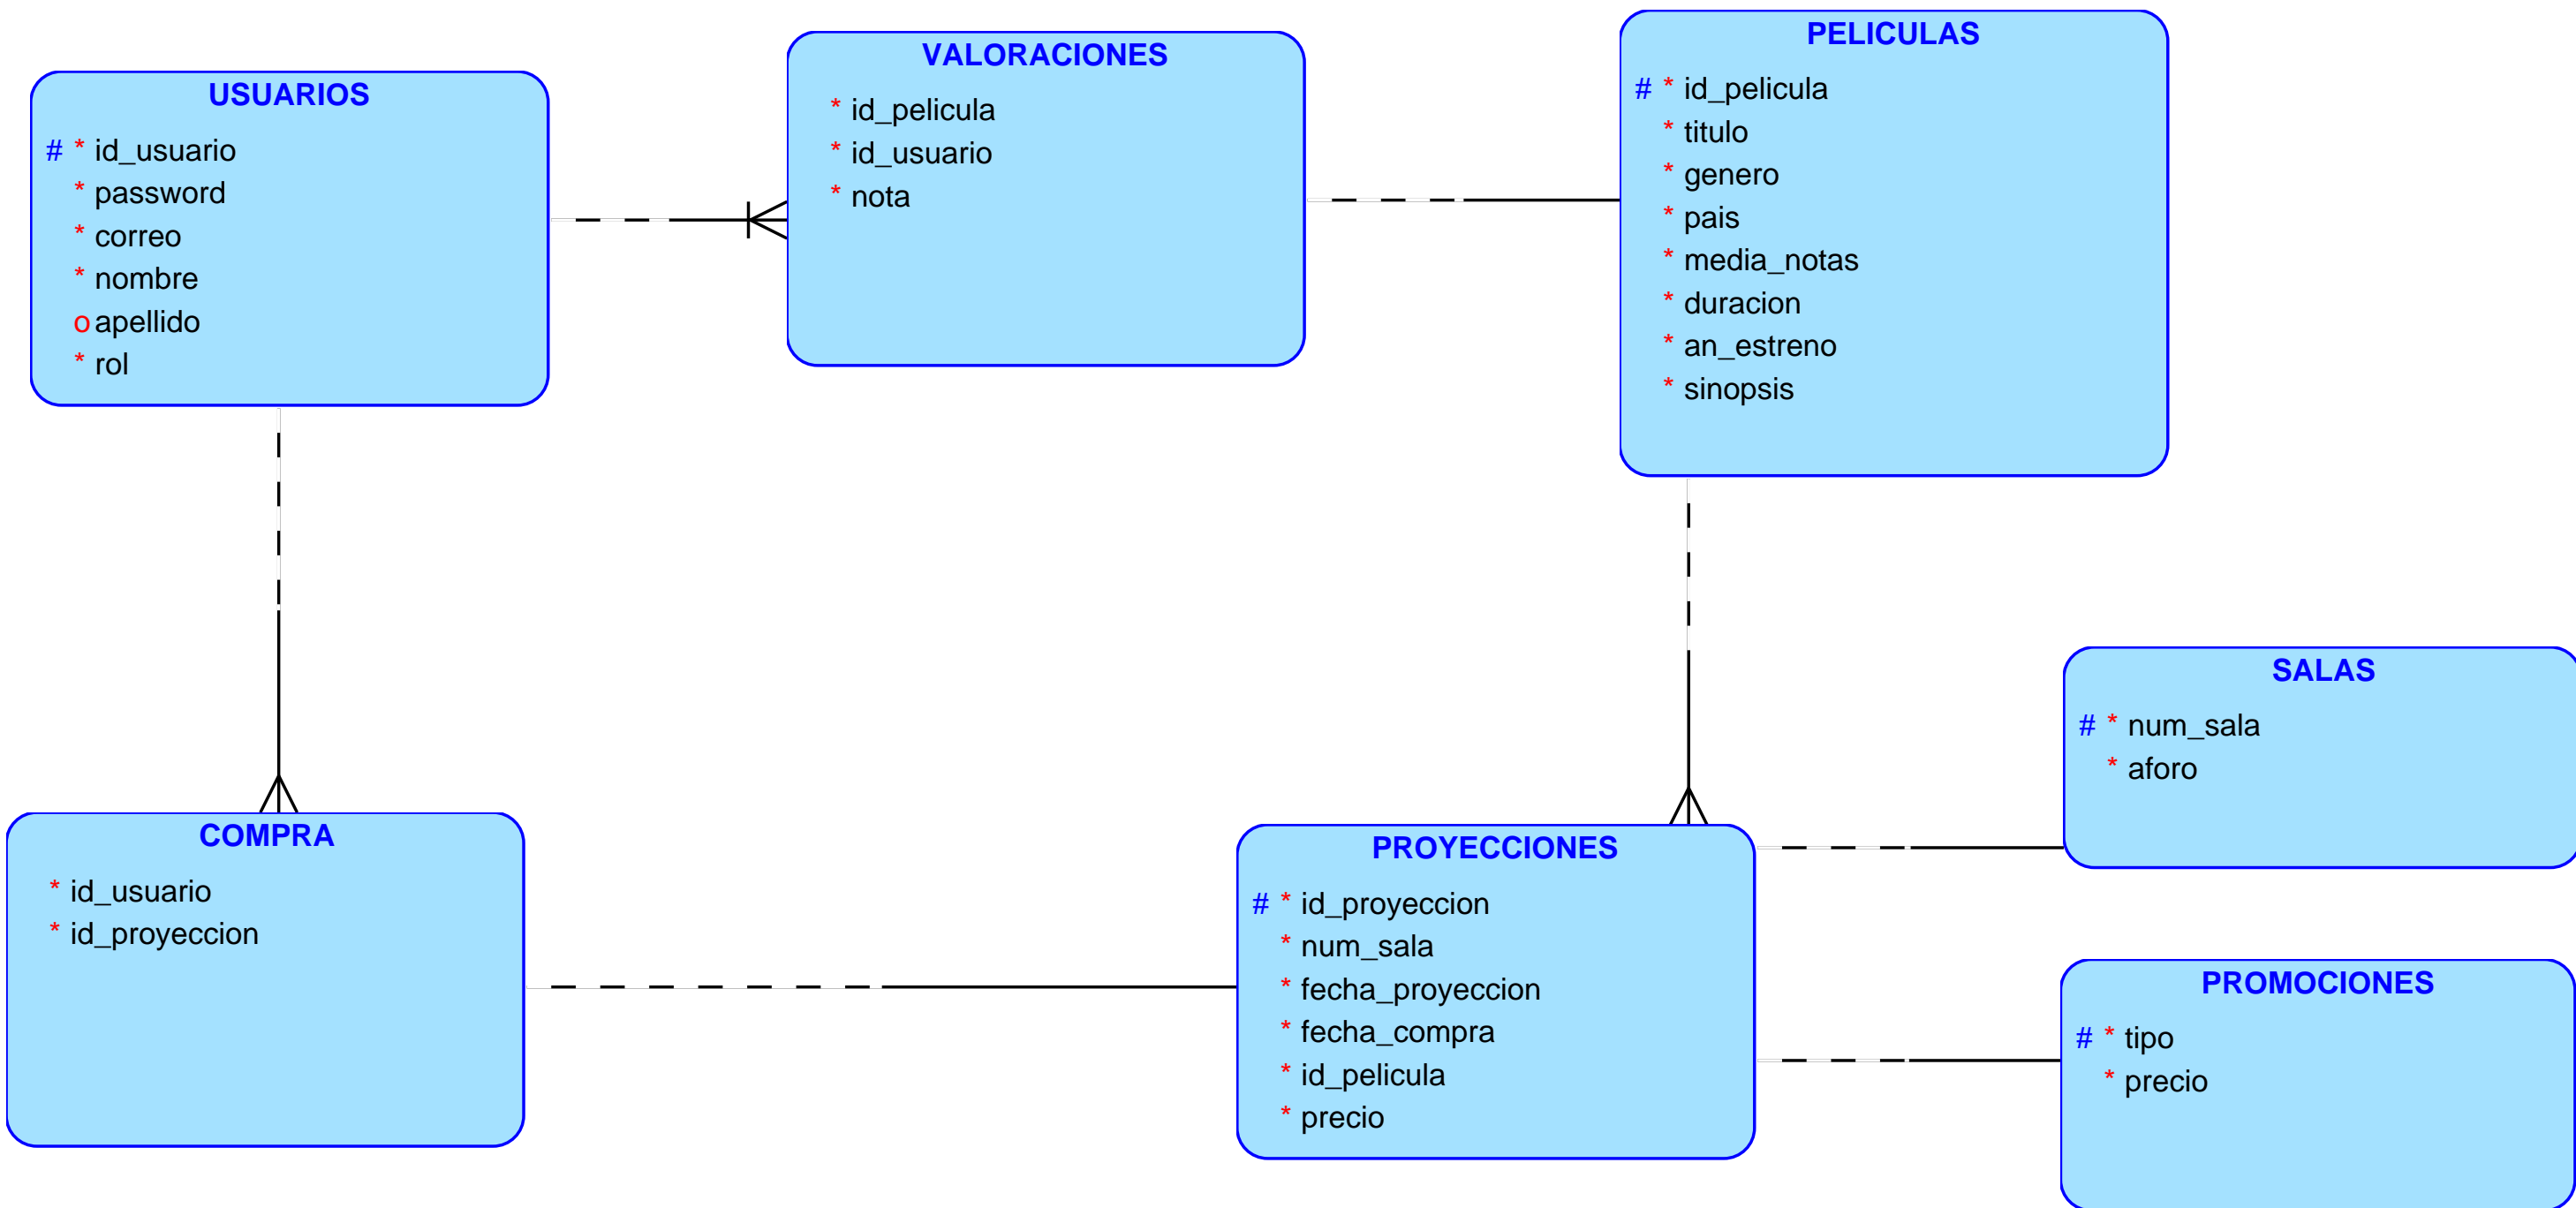 USUARIOS
# * id_usuario
* password
* correo
* nombre
o apellido
* rol
VALORACIONES
* id_pelicula
* id_usuario
* nota
PELICULAS
# * id_pelicula
* titulo
* genero
* pais
* media_notas
* duracion
* an_estreno
* sinopsis
COMPRA
* id_usuario
* id_proyeccion
PROYECCIONES
# * id_proyeccion
* num_sala
* fecha_proyeccion
* fecha_compra
* id_pelicula
* precio
SALAS
# * num_sala
* aforo
PROMOCIONES
# * tipo
* precio